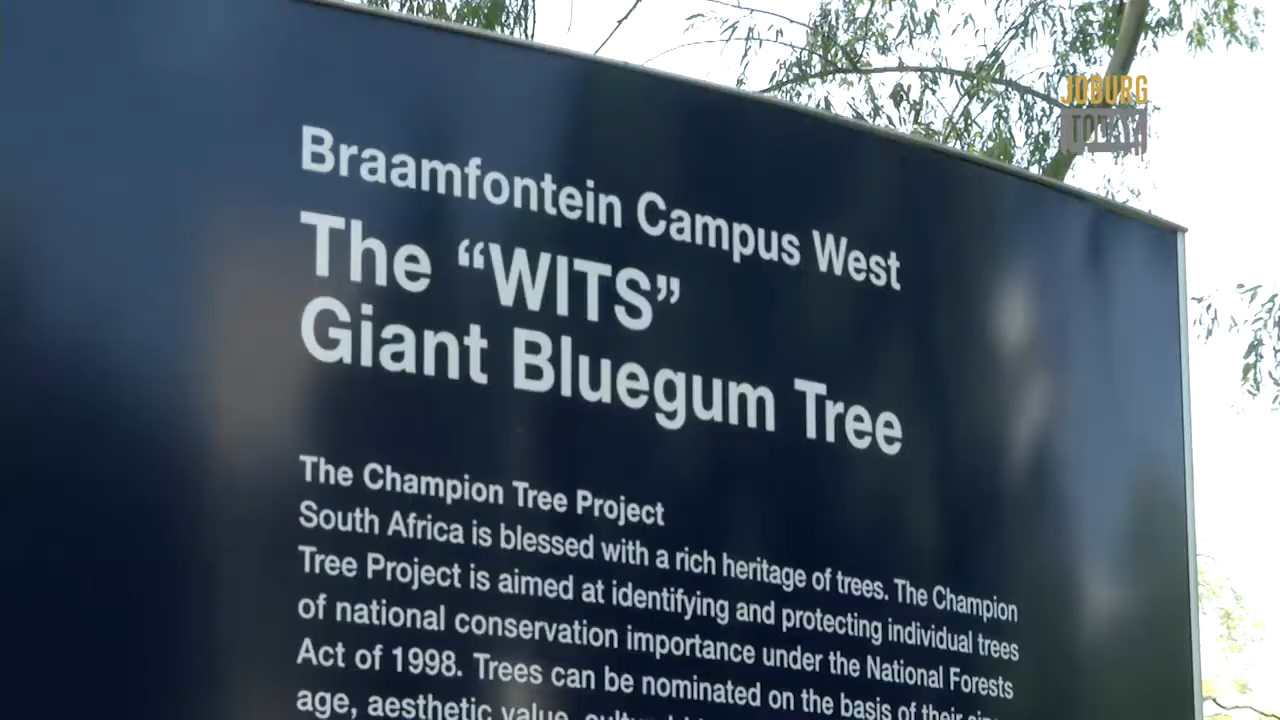 JOBURG
TODAY
Braamfontein Campus West
The “WITS”
Giant Bluegum Tree
The Champion Tree Project
South Africa is blessed with a rich heritage of trees. The Champion
Tree Project is aimed at identifying and protecting individual trees
of national conservation importance under the National Forests
Act of 1998. Trees can be nominated on the basis of their
age, aesthetic value,